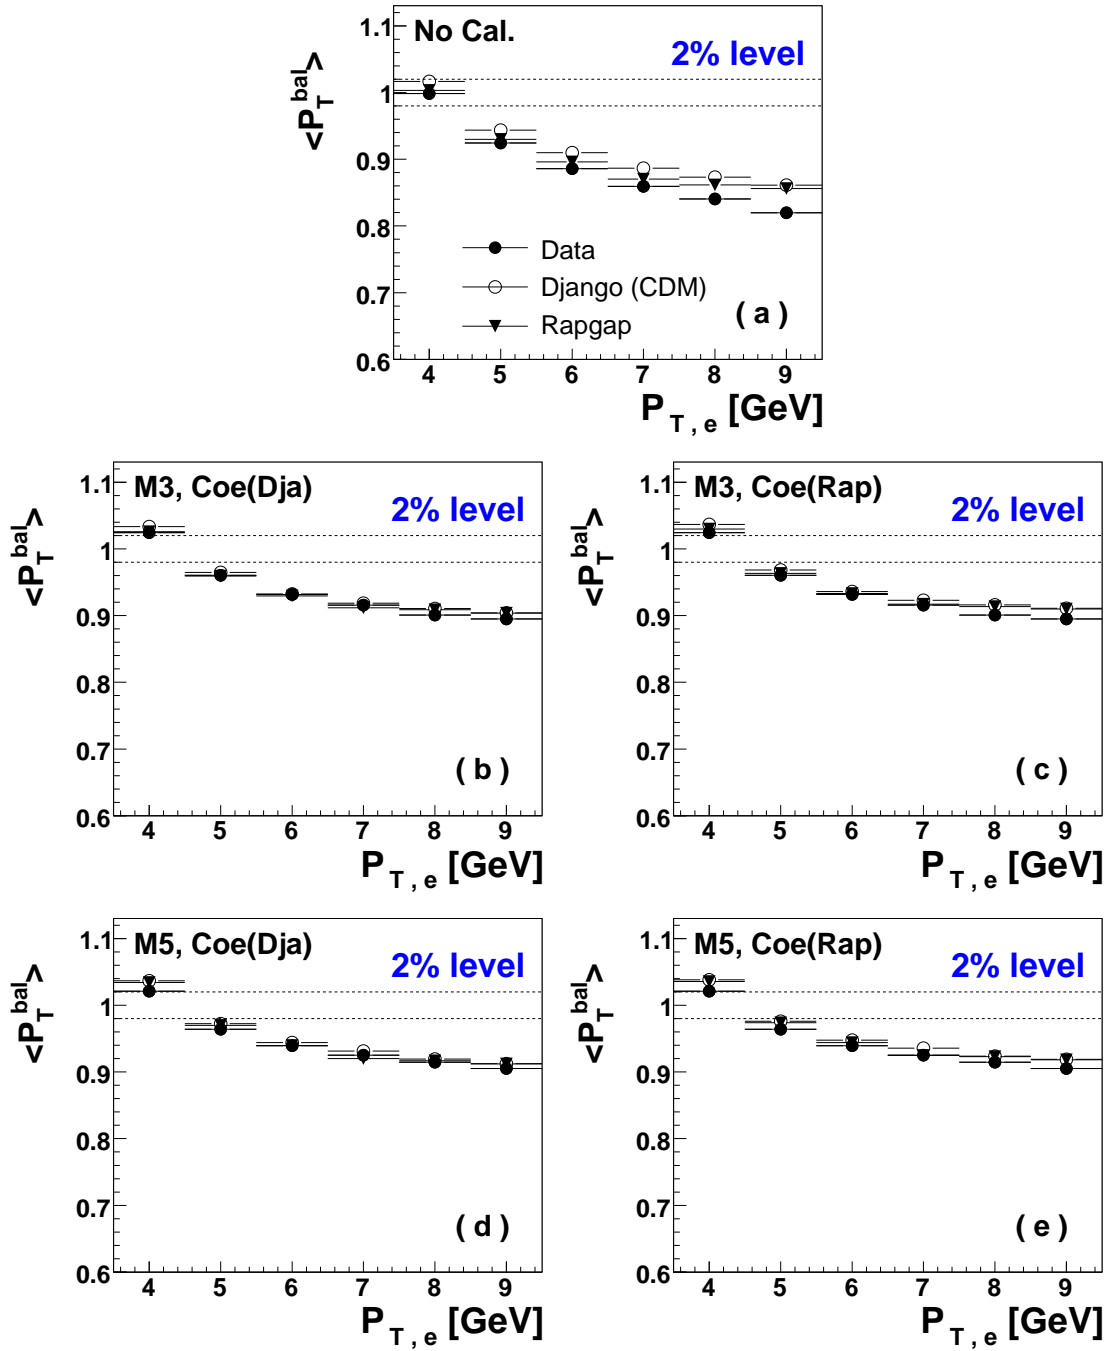 No Cal.
2% level
<P_T^bal>
1.1
1
0.9
0.8
0.7
0.6
Data
Django (CDM)
Rapgap
( a )
4 5 6 7 8 9
P T , e [GeV]
M3, Coe(Dja)
2% level
<P_T^bal>
1.1
1
0.9
0.8
0.7
0.6
( b )
4 5 6 7 8 9
P T , e [GeV]
M3, Coe(Rap)
2% level
<P_T^bal>
1.1
1
0.9
0.8
0.7
0.6
( c )
4 5 6 7 8 9
P T , e [GeV]
M5, Coe(Dja)
2% level
<P_T^bal>
1.1
1
0.9
0.8
0.7
0.6
( d )
4 5 6 7 8 9
P T , e [GeV]
M5, Coe(Rap)
2% level
<P_T^bal>
1.1
1
0.9
0.8
0.7
0.6
( e )
4 5 6 7 8 9
P T , e [GeV]